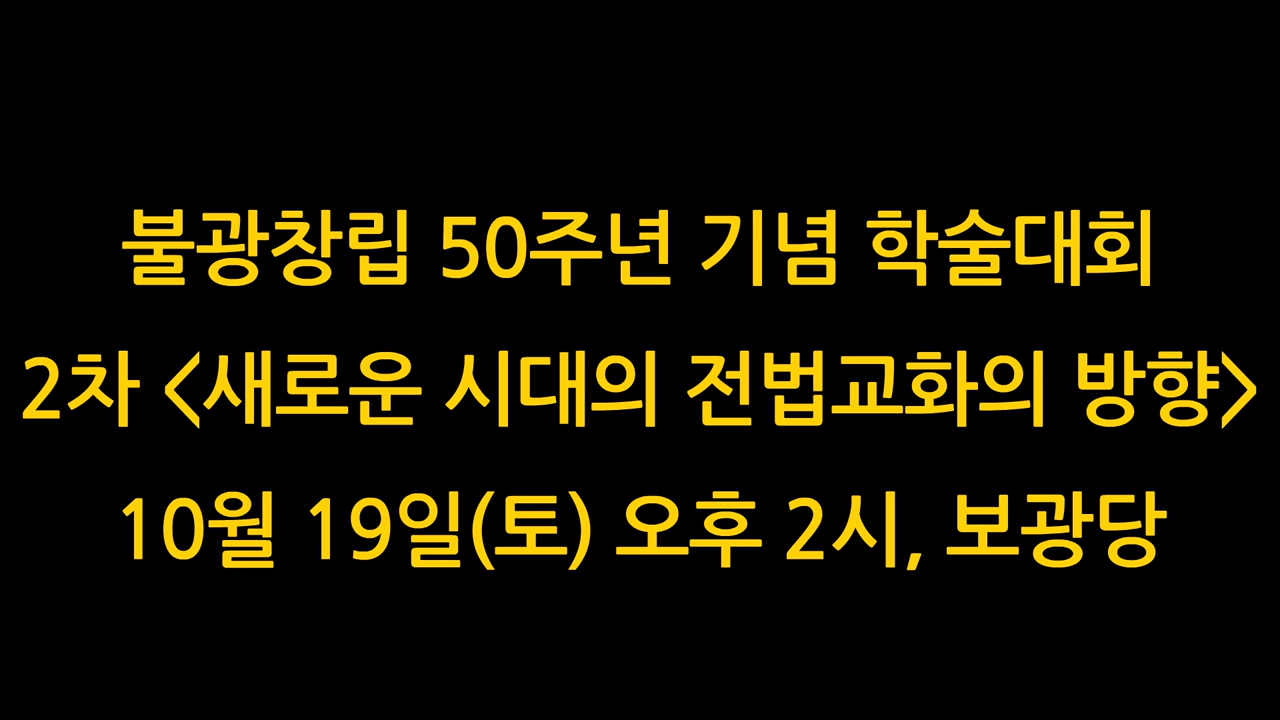 불광창립 50주년 기념 학술대회
2차 <새로운 시대의 전법교화의 방향>
10월 19일(토) 오후 2시, 보광당